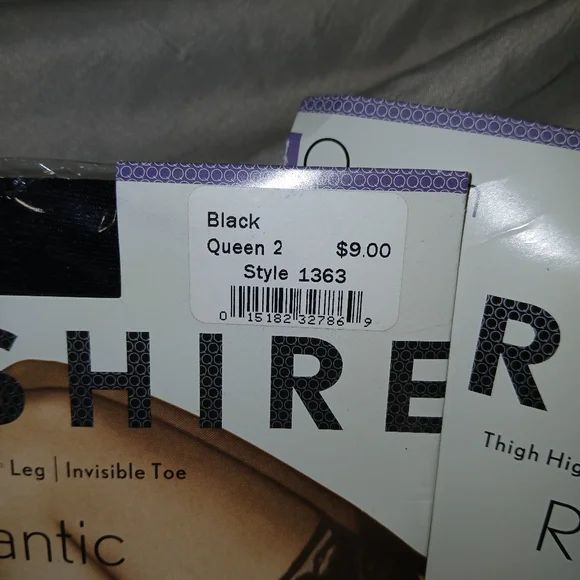 Black
Queen 2 $9.00
Style 1363
0 15182 32786 9
SHIRE
R
Leg | Invisible Toe
Thigh Hig
antic
R